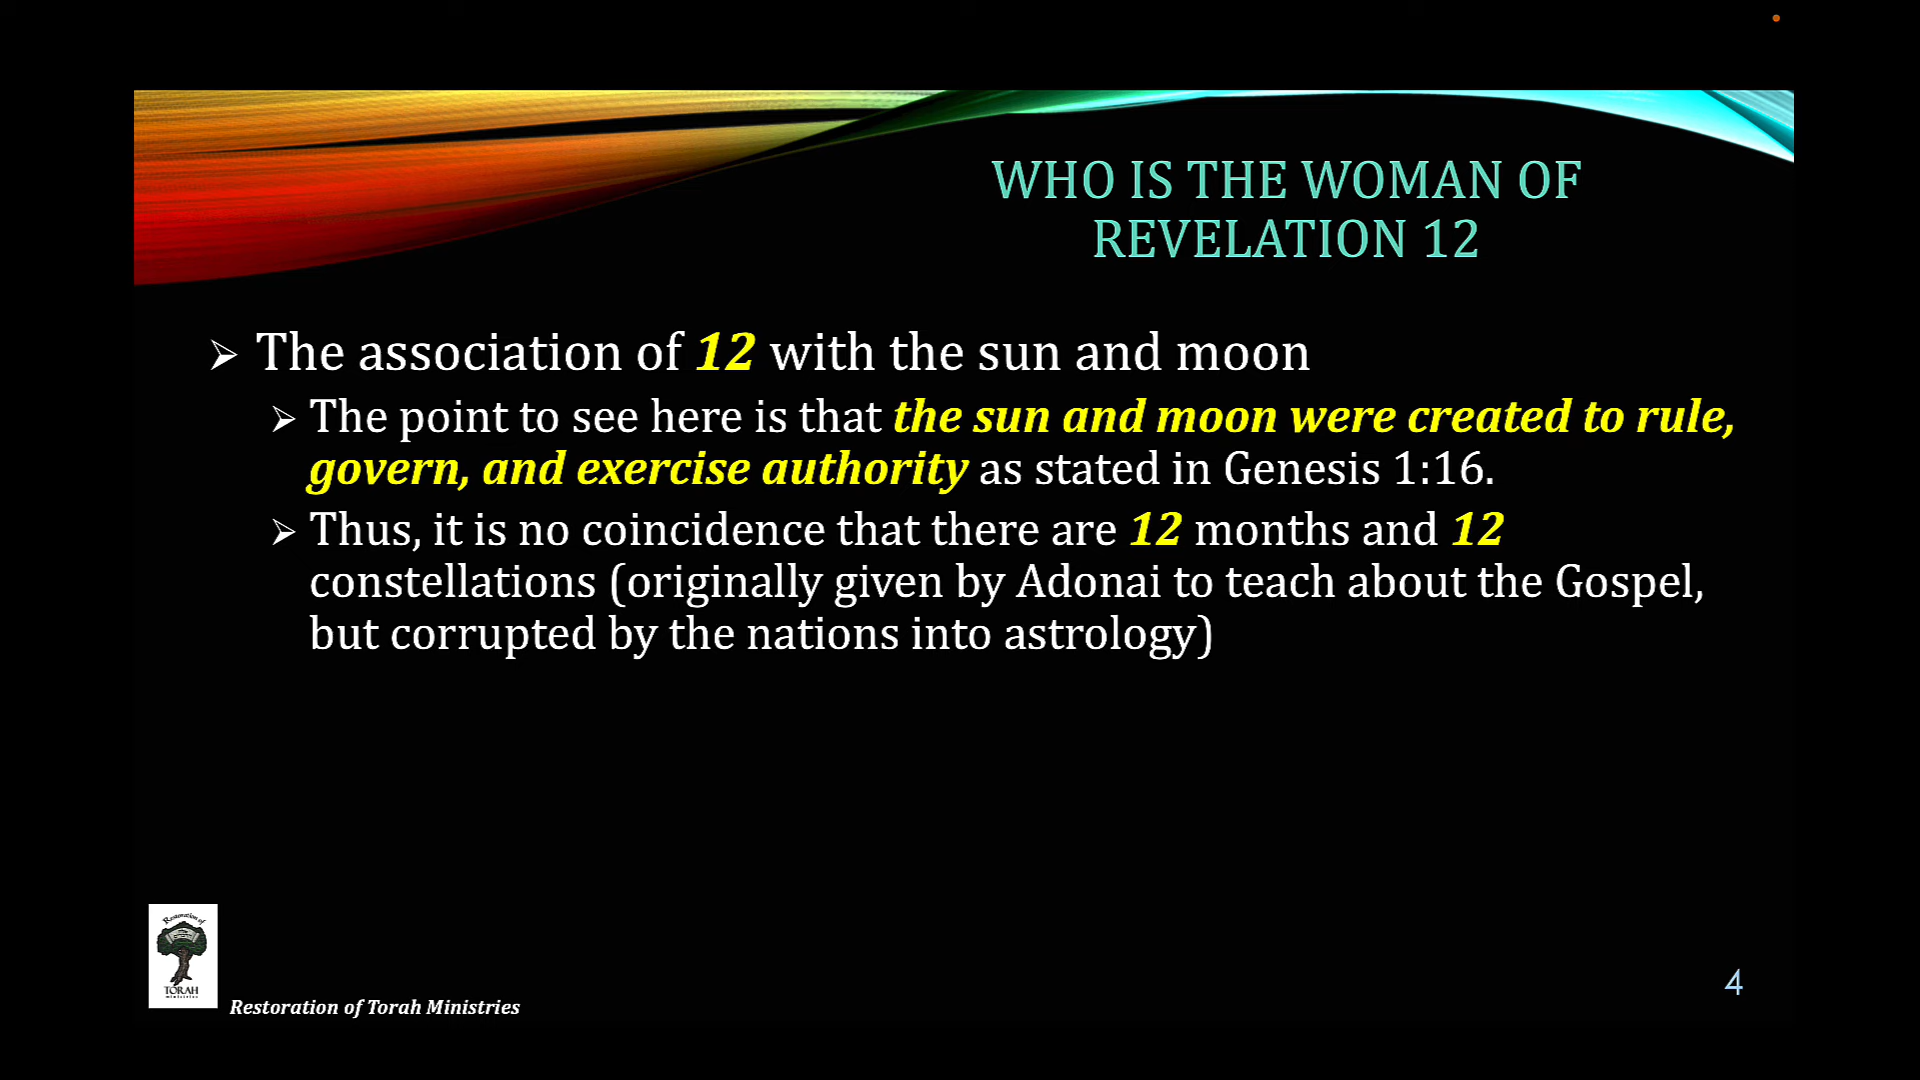 WHO IS THE WOMAN OF
REVELATION 12
➢ The association of 12 with the sun and moon
➢ The point to see here is that the sun and moon were created to rule,
govern, and exercise authority as stated in Genesis 1:16.
➢ Thus, it is no coincidence that there are 12 months and 12
constellations (originally given by Adonai to teach about the Gospel,
but corrupted by the nations into astrology)
Restoration of
TORAH
ministries
Restoration of Torah Ministries
4